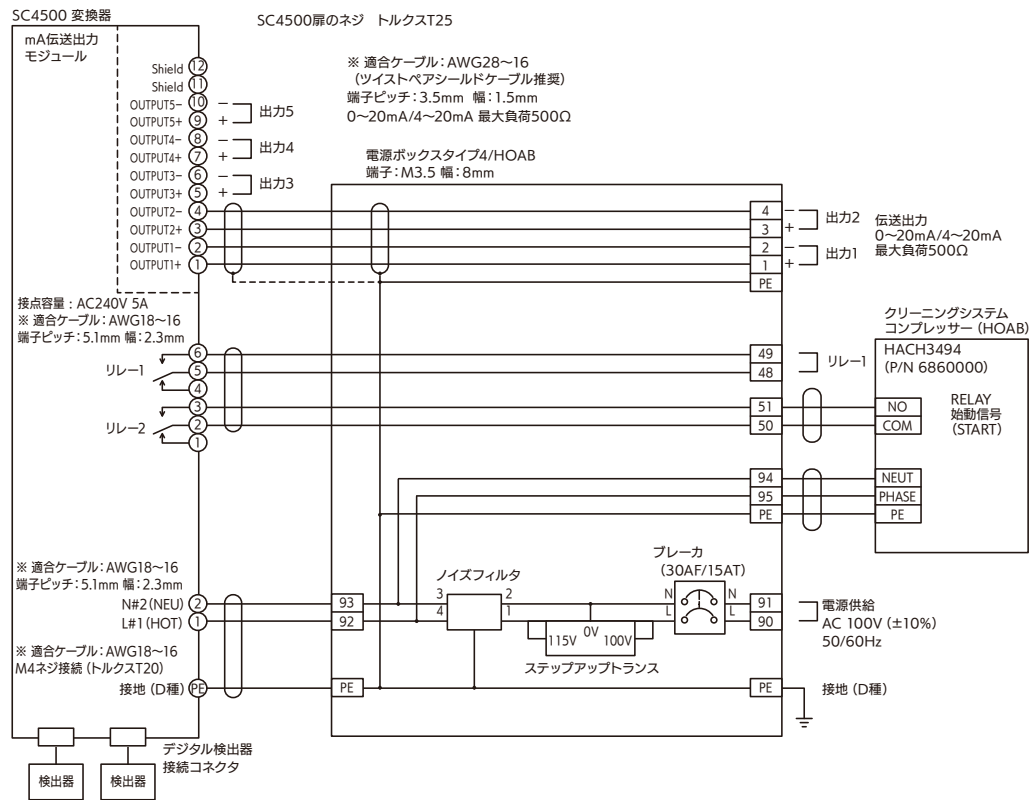 SC4500 変換器
SC4500扉のネジ　トルクスT25
mA伝送出力
モジュール
※ 適合ケーブル：AWG28～16
（ツイストペアシールドケーブル推奨）
端子ピッチ：3.5mm 幅：1.5mm
0～20mA/4～20mA 最大負荷500Ω
Shield 12
Shield 11
OUTPUT5− 10 −
OUTPUT5+ 9 +
出力5
OUTPUT4− 8 −
OUTPUT4+ 7 +
出力4
OUTPUT3− 6 −
OUTPUT3+ 5 +
出力3
OUTPUT2− 4
OUTPUT2+ 3
OUTPUT1− 2
OUTPUT1+ 1
電源ボックスタイプ4/HOAB
端子：M3.5 幅：8mm
4 −
3 +
出力2
2 −
1 +
出力1
PE
伝送出力
0～20mA/4～20mA
最大負荷500Ω
接点容量：AC240V 5A
※ 適合ケーブル：AWG18～16
端子ピッチ：5.1mm 幅：2.3mm
リレー1
6
5
4
リレー2
3
2
1
49
48
リレー1
51
50
クリーニングシステム
コンプレッサー（HOAB）
HACH3494
(P/N 6860000)
NO
COM
RELAY
始動信号
(START)
94
95
PE
NEUT
PHASE
PE
※ 適合ケーブル：AWG18～16
端子ピッチ：5.1mm 幅：2.3mm
N#2(NEU) 2
L#1(HOT) 1
93
92
ノイズフィルタ
3
4
2
1
ブレーカ
(30AF/15AT)
N
L
N
L
91
90
電源供給
AC 100V (±10%)
50/60Hz
115V
0V
100V
ステップアップトランス
※ 適合ケーブル：AWG18～16
M4ネジ接続（トルクスT20）
接地（D種） PE
PE
PE
接地（D種）
デジタル検出器
接続コネクタ
検出器
検出器